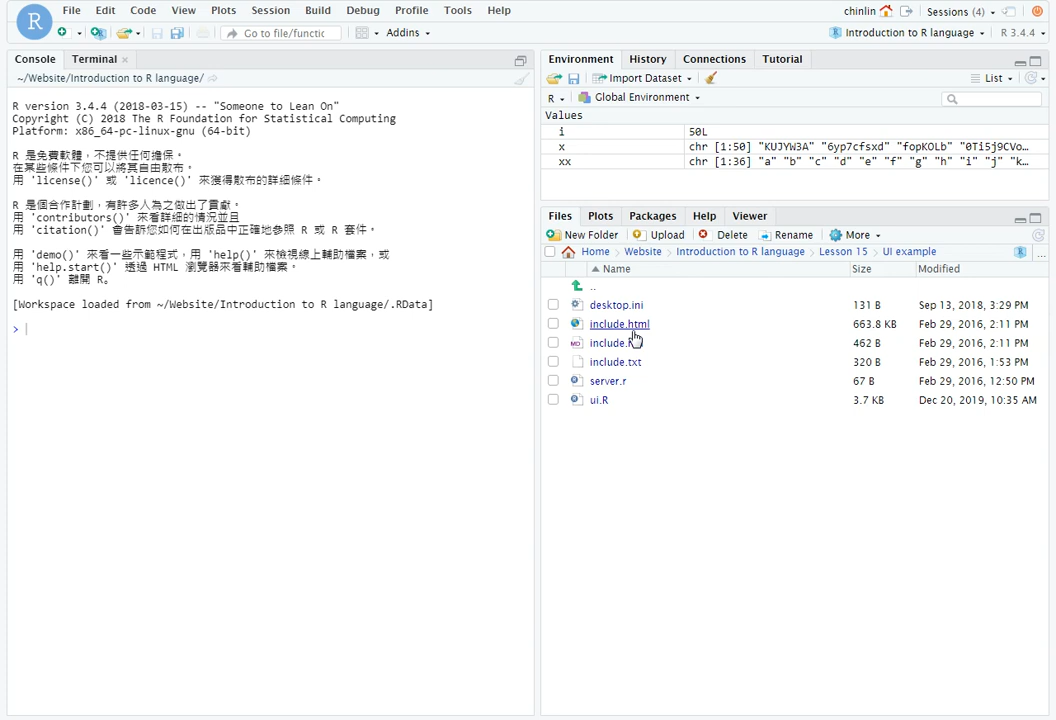 File Edit Code View Plots Session Build Debug Profile Tools Help
chinlin Sessions (4)
Go to file/functic Addins
Introduction to R language R 3.4.4
Console Terminal
~/Website/Introduction to R language/
R version 3.4.4 (2018-03-15) -- "Someone to Lean On"
Copyright (C) 2018 The R Foundation for Statistical Computing
Platform: x86_64-pc-linux-gnu (64-bit)
R 是免費軟體,不提供任何擔保。
在某些條件下您可以將其自由散布。
用 'license()' 或 'licence()' 來獲得散布的詳細條件。
R 是個合作計劃,有許多人為之做出了貢獻。
用 'contributors()' 來看詳細的情況並且
用 'citation()' 會告訴您如何在出版品中正確地參照 R 或 R 套件。
用 'demo()' 來看一些示範程式,用 'help()' 來檢視線上輔助檔案,或
用 'help.start()' 透過 HTML 瀏覽器來看輔助檔案。
用 'q()' 離開 R。
[Workspace loaded from ~/Website/Introduction to R language/.RData]
>
Environment History Connections Tutorial
Import Dataset List
R Global Environment
Values
i 50L
x chr [1:50] "KUJYW3A" "6yp7cfsxd" "fopKOLb" "0Ti5j9CVo…
xx chr [1:36] "a" "b" "c" "d" "e" "f" "g" "h" "i" "j" "k…
Files Plots Packages Help Viewer
New Folder Upload Delete Rename More
Home Website Introduction to R language Lesson 15 UI example ...
Name Size Modified
..
desktop.ini 131 B Sep 13, 2018, 3:29 PM
include.html 663.8 KB Feb 29, 2016, 2:11 PM
include. 462 B Feb 29, 2016, 2:11 PM
include.txt 320 B Feb 29, 2016, 1:53 PM
server.r 67 B Feb 29, 2016, 12:50 PM
ui.R 3.7 KB Dec 20, 2019, 10:35 AM